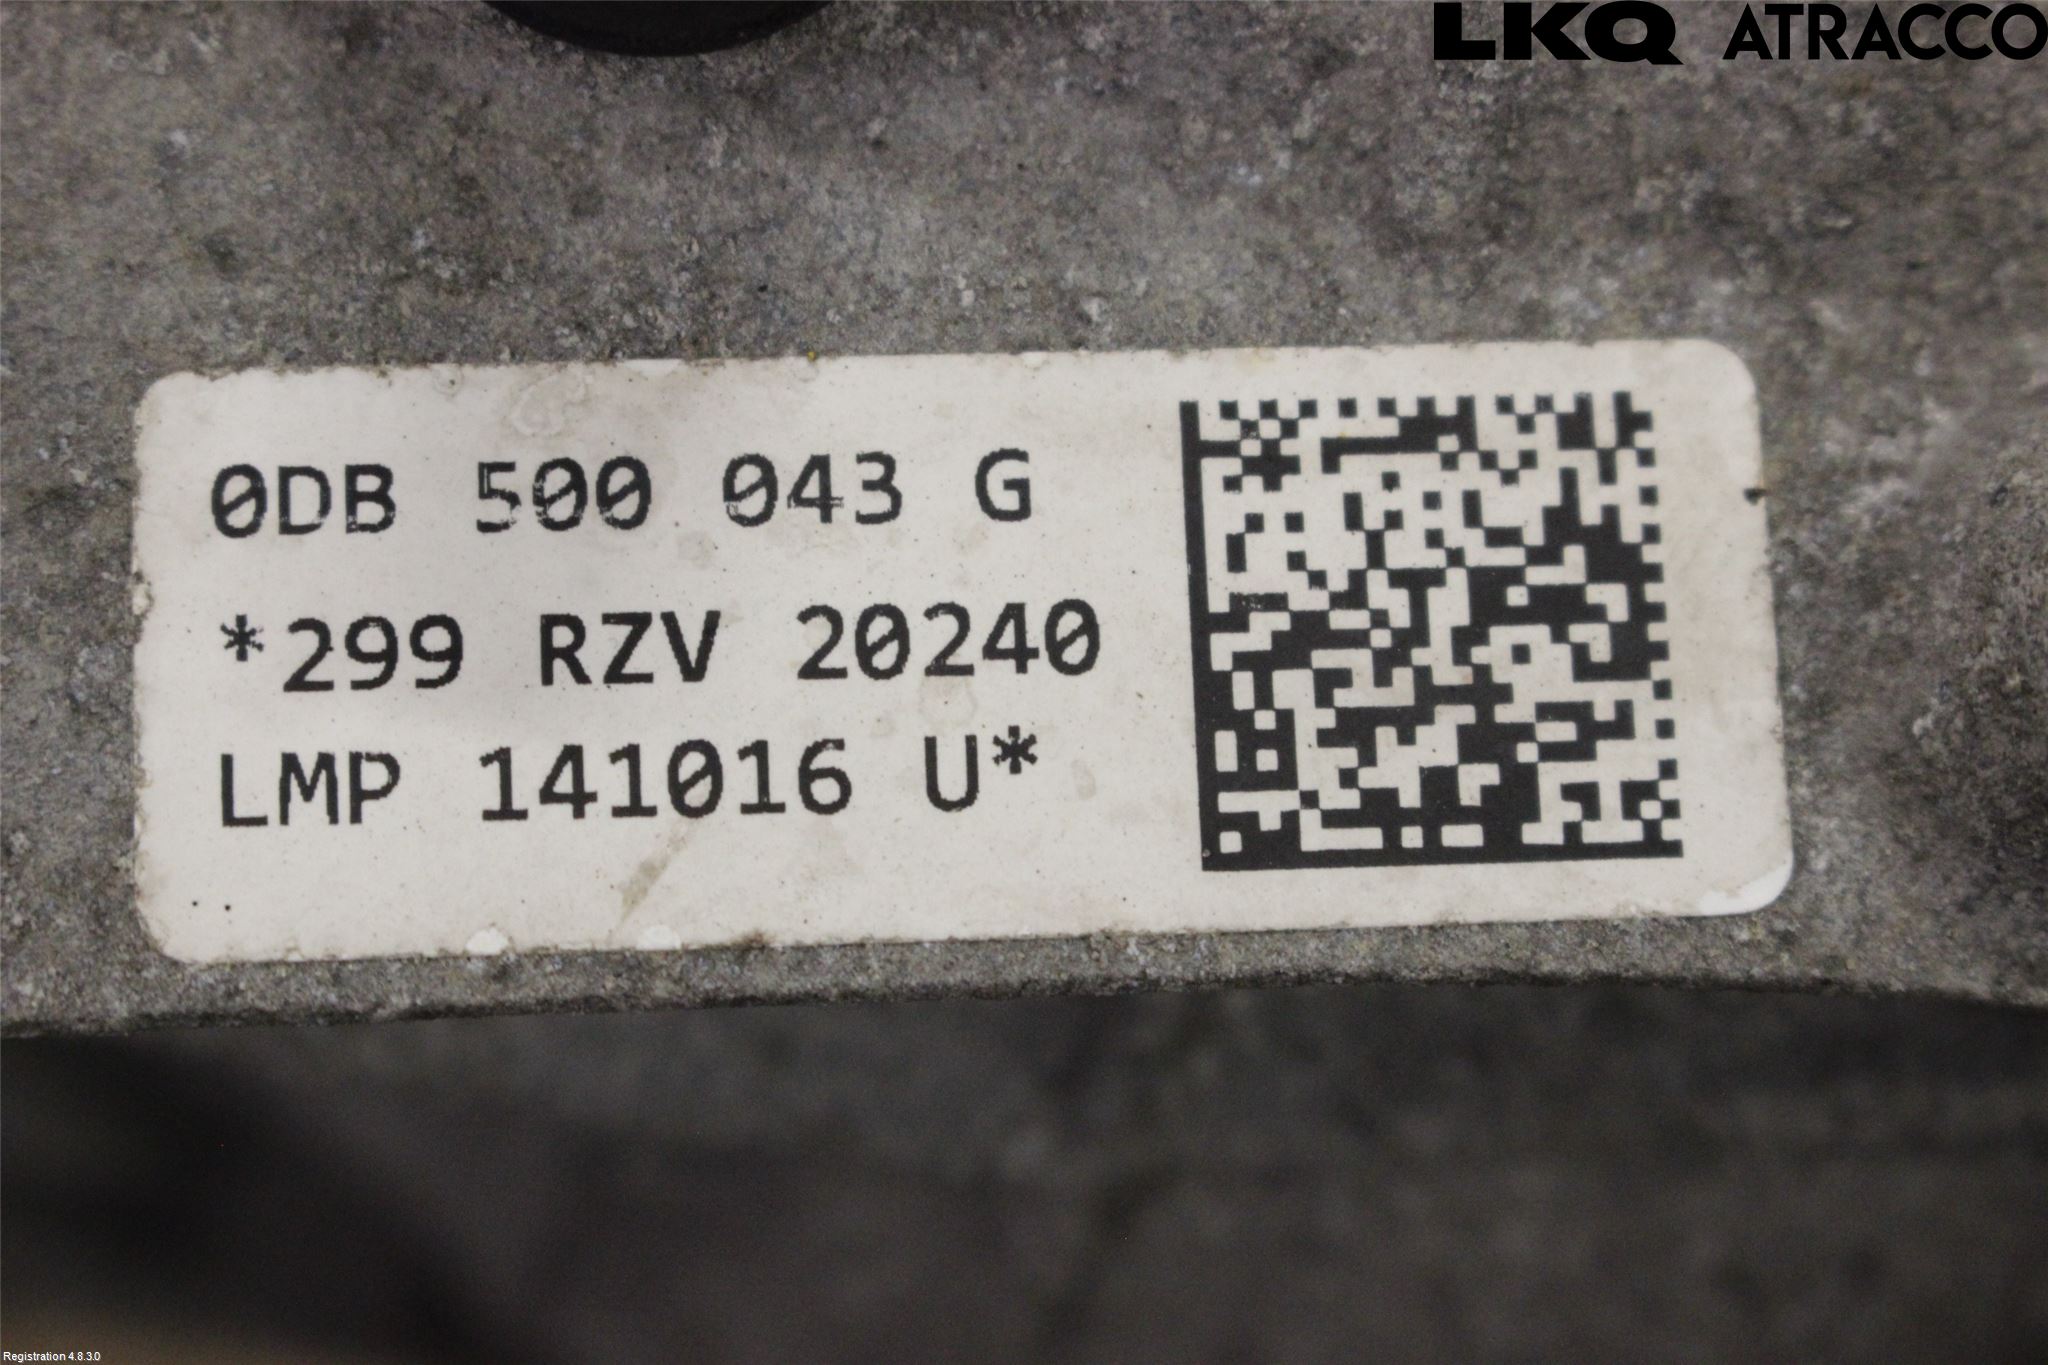 LKQ ATRACCO
0DB 500 043 G
*299 RZV 20240
LMP 141016 U*
Registration 4.8.3.0